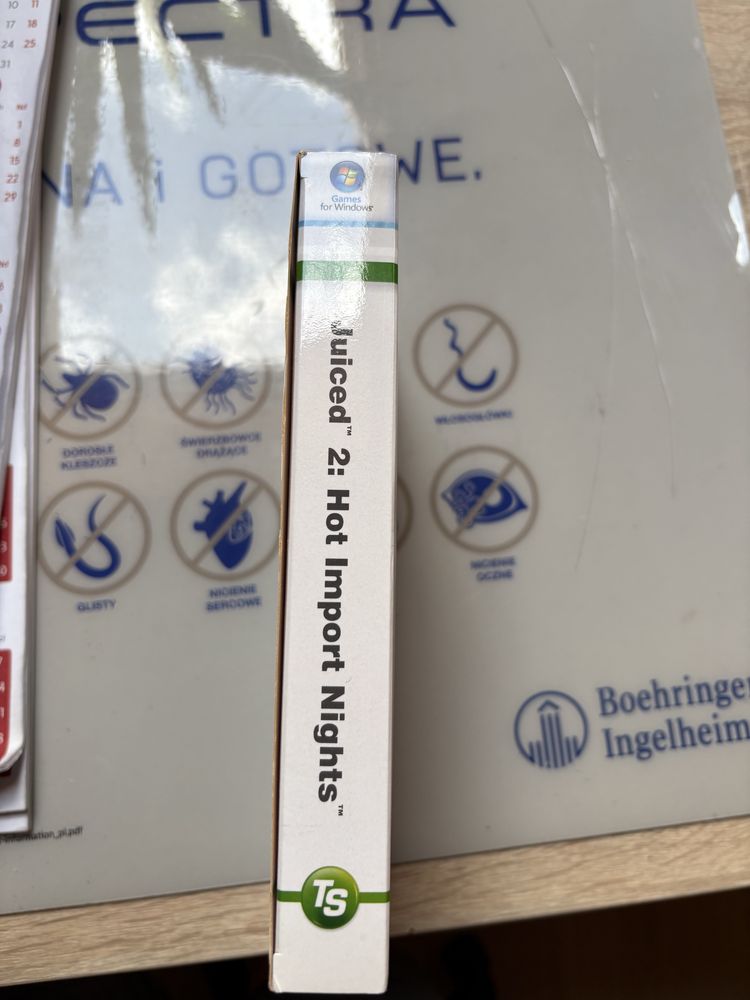 10 11
17 18
24 25
31
ECTRA
NA i GOTOWE.
1
8
15
22
29
Games
for Windows
Juiced™ 2: Hot Import Nights™
TS
DOROSŁE
KLESZCZE
ŚWIERZBOWCE
DRĄŻĄCE
WŁOSOGŁÓWKI
GLISTY
NICIENIE
SERCOWE
NICIENIE
OCZNE
Boehringer
Ingelheim